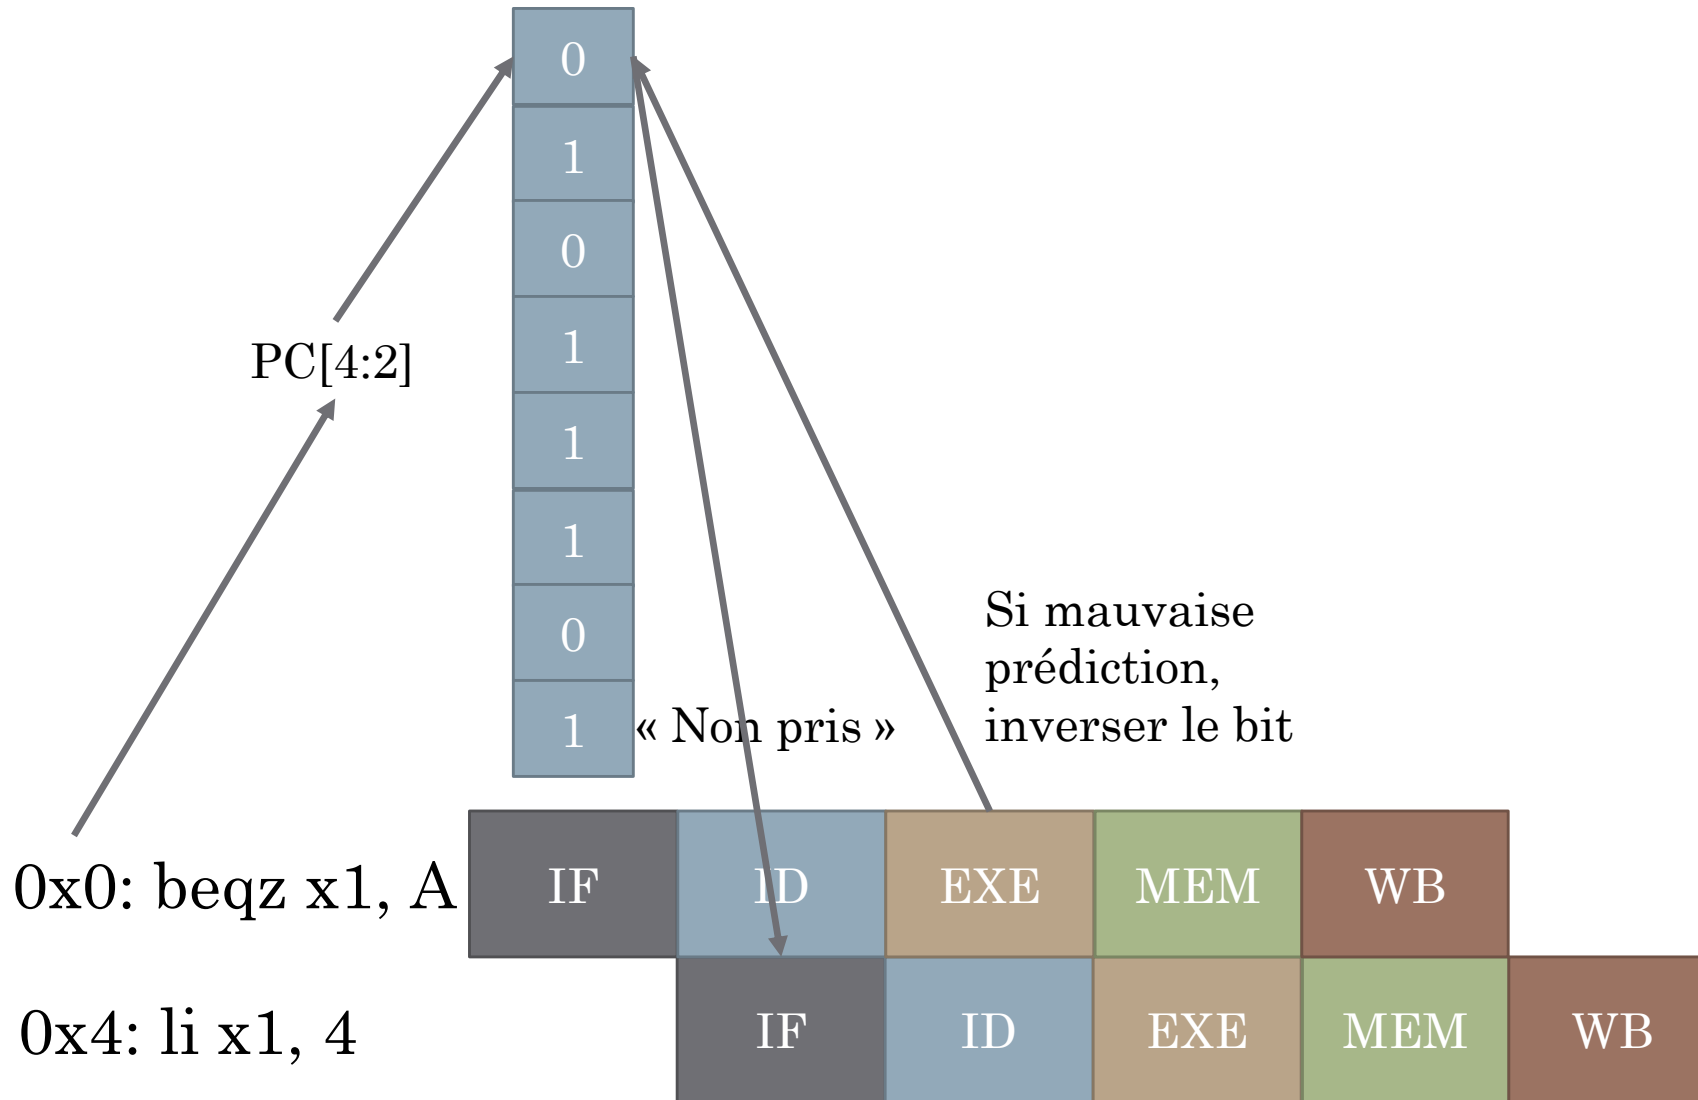 0
1
0
1
1
1
0
1
PC[4:2]
« Non pris »
Si mauvaise
prédiction,
inverser le bit
0x0: beqz x1, A IF ID EXE MEM WB
0x4: li x1, 4 IF ID EXE MEM WB